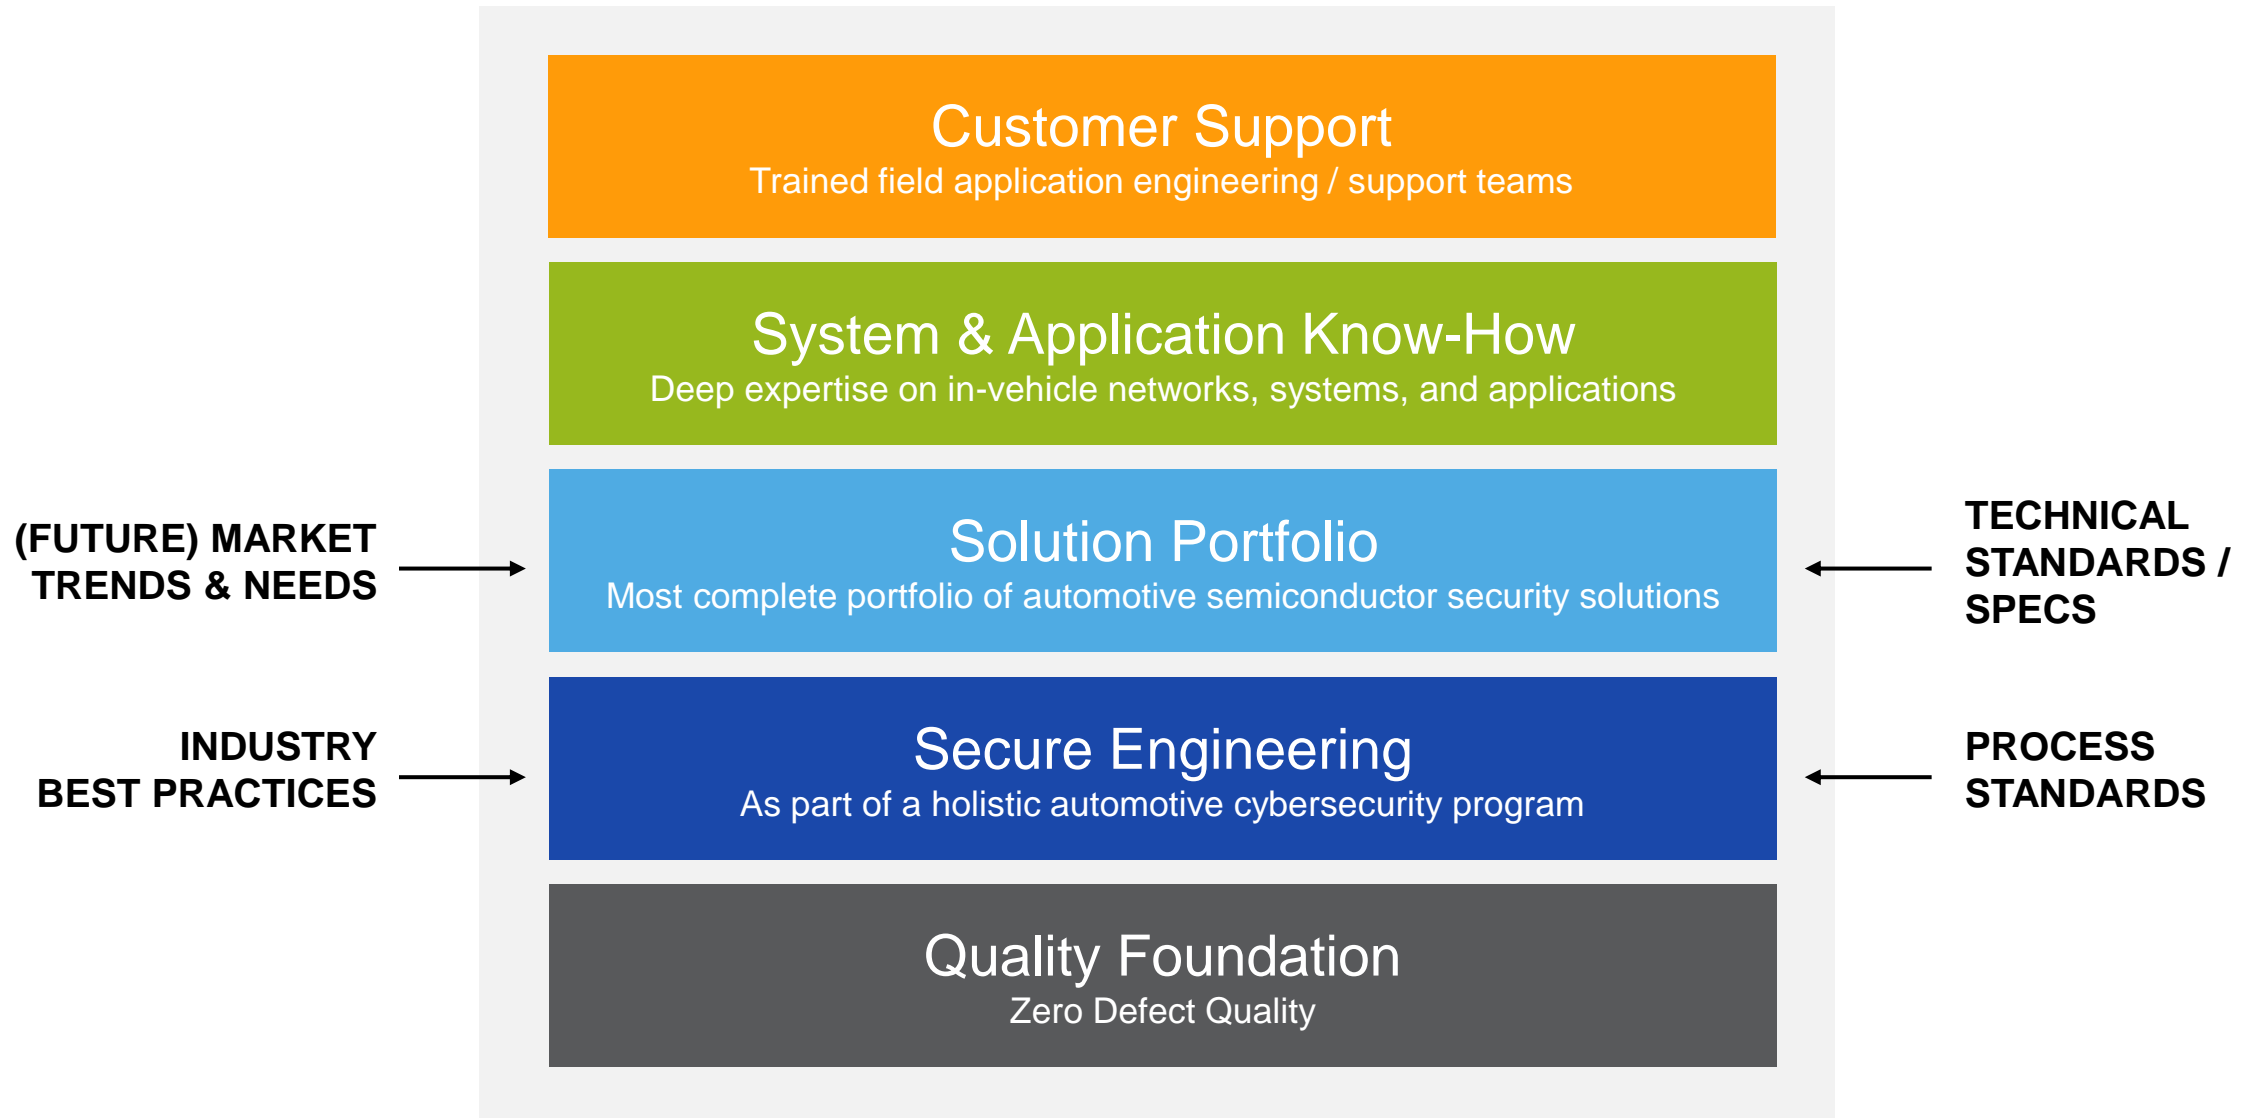 Customer Support
Trained field application engineering / support teams
System & Application Know-How
Deep expertise on in-vehicle networks, systems, and applications
(FUTURE) MARKET
TRENDS & NEEDS
Solution Portfolio
Most complete portfolio of automotive semiconductor security solutions
TECHNICAL
STANDARDS /
SPECS
INDUSTRY
BEST PRACTICES
Secure Engineering
As part of a holistic automotive cybersecurity program
PROCESS
STANDARDS
Quality Foundation
Zero Defect Quality